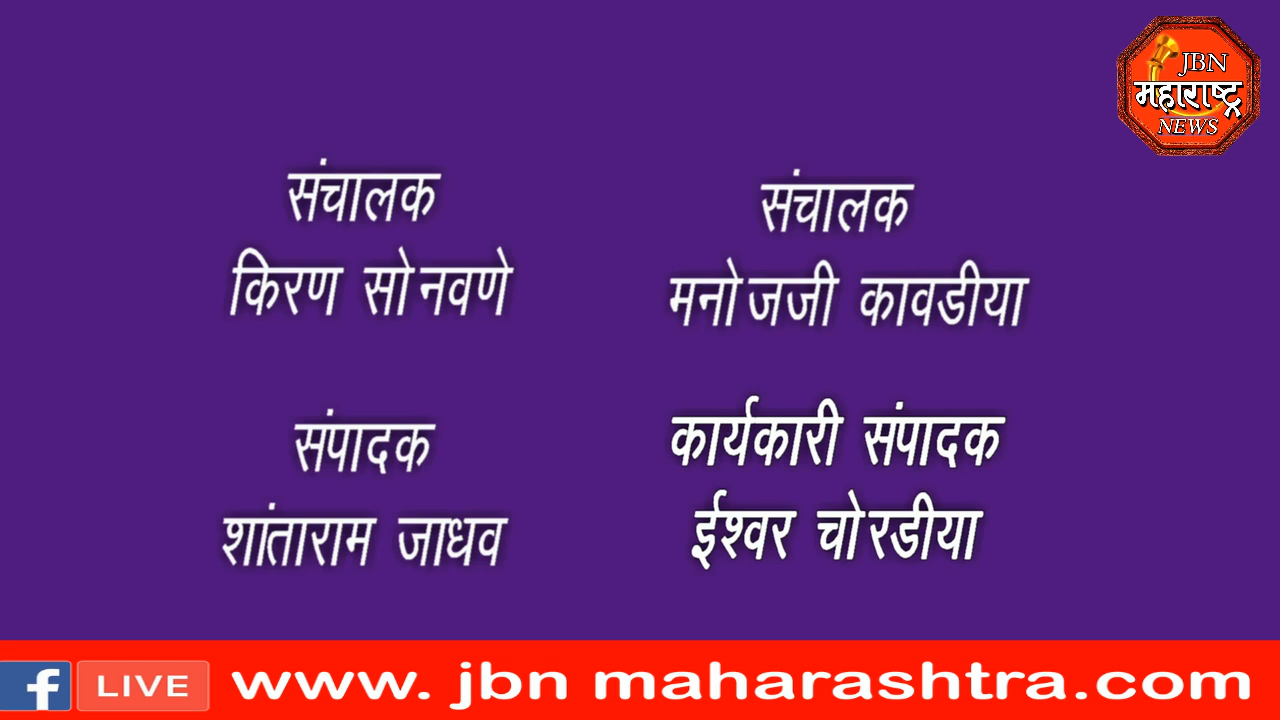 JBN
महाराष्ट्र
NEWS
संचालक
किरण सोनवणे
संचालक
मनोजजी कावडीया
संपादक
शांताराम जाधव
कार्यकारी संपादक
ईश्वर चोरडीया
f LIVE www. jbn maharashtra.com